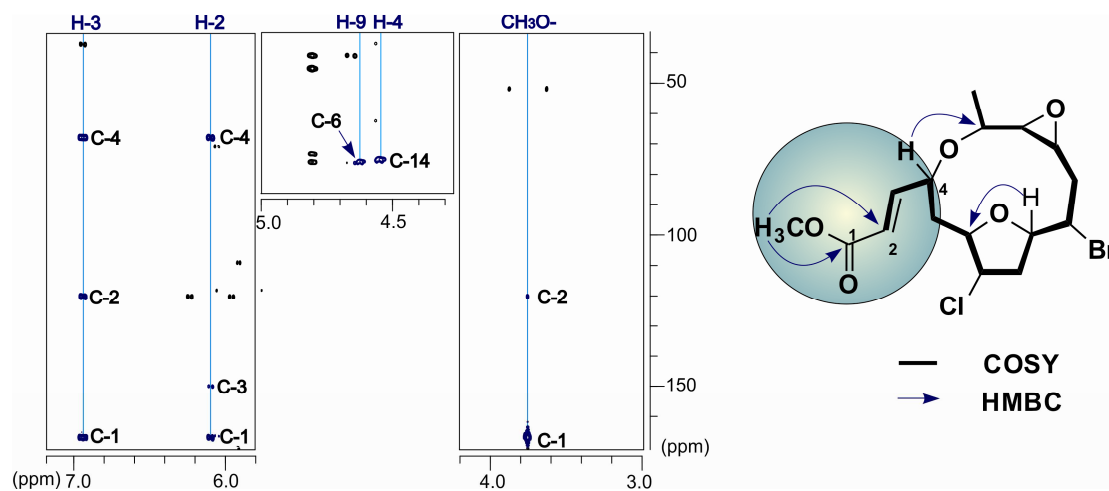 H-3 H-2 H-9 H-4 CH3O-
50
C-4 C-4
C-6
C-14
5.0 4.5
100
C-2 C-2
C-3
150
C-1 C-1 C-1
(ppm)
(ppm) 7.0 6.0 4.0 3.0
O
H O
4
H
O
H3CO 1
2
Br
O
Cl
COSY
HMBC